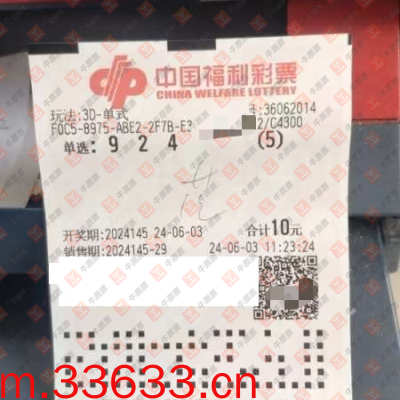 中国福利彩票
CHINA WELFARE LOTTERY
玩法:3D-单式 :36062014
F0C5-8975-ABE2-2F7B-E3 2/C4300
单选: 9 2 4 (5)
开奖期:2024145 24-06-03 合计10元
销售期:2024145-29 24-06-03 11:23:24
m.33633.com